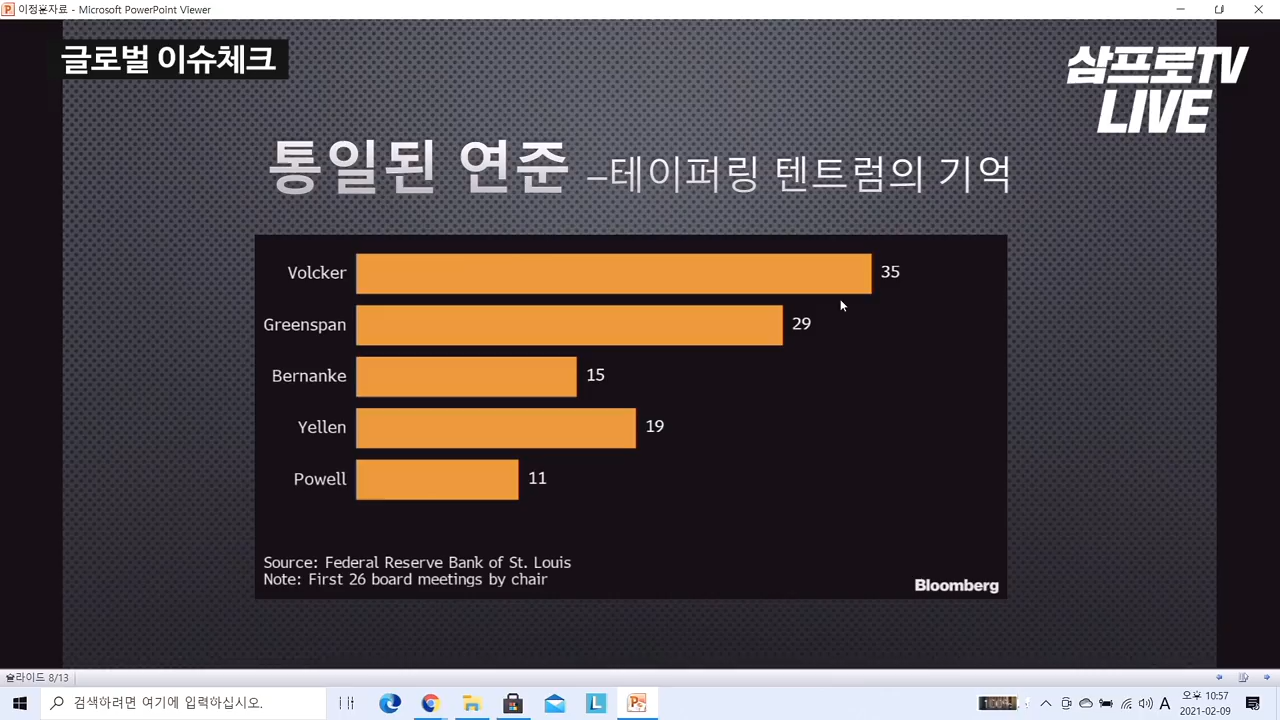 이정훈자료 - Microsoft PowerPoint Viewer
글로벌 이슈체크
삼프로TV
LIVE
통일된 연준 –테이퍼링 텐트럼의 기억
Volcker 35
Greenspan 29
Bernanke 15
Yellen 19
Powell 11
Source: Federal Reserve Bank of St. Louis
Note: First 26 board meetings by chair
Bloomberg
슬라이드 8/13
검색하려면 여기에 입력하십시오.
L
A
오후 10:57
2021-02-09